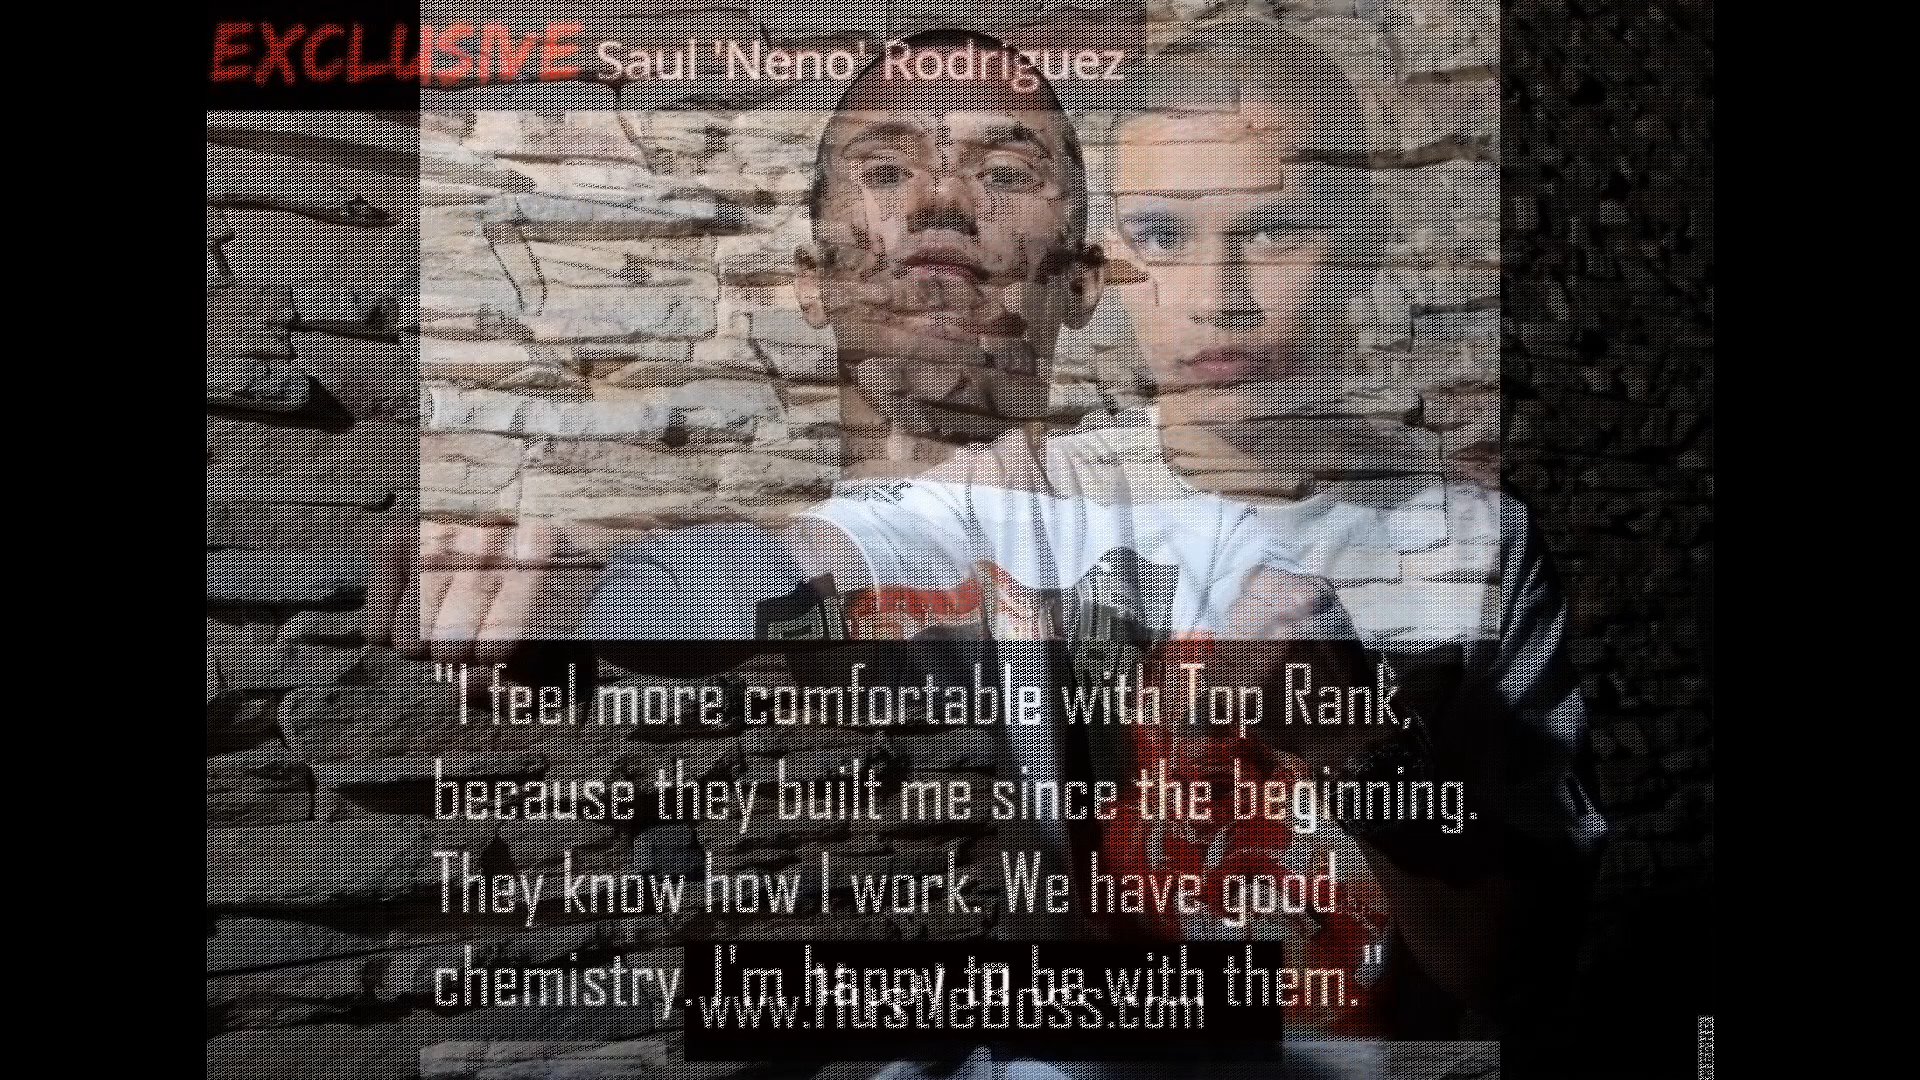 EXCLUSIVE Saul 'Neno' Rodriguez
"I feel more comfortable with Top Rank,
because they built me since the beginning.
They know how I work. We have good
chemistry. I'm happy to be with them."
www.HustleBoss.com